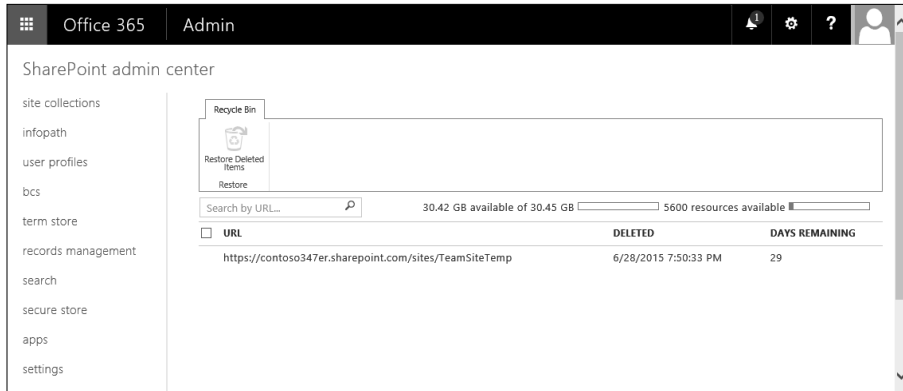 Office 365 Admin 1 ?
SharePoint admin center
site collections
infopath
user profiles
bcs
term store
records management
search
secure store
apps
settings
Recycle Bin
Restore Deleted
Items
Restore
Search by URL... 30.42 GB available of 30.45 GB 5600 resources available
URL DELETED DAYS REMAINING
https://contoso347er.sharepoint.com/sites/TeamSiteTemp 6/28/2015 7:50:33 PM 29